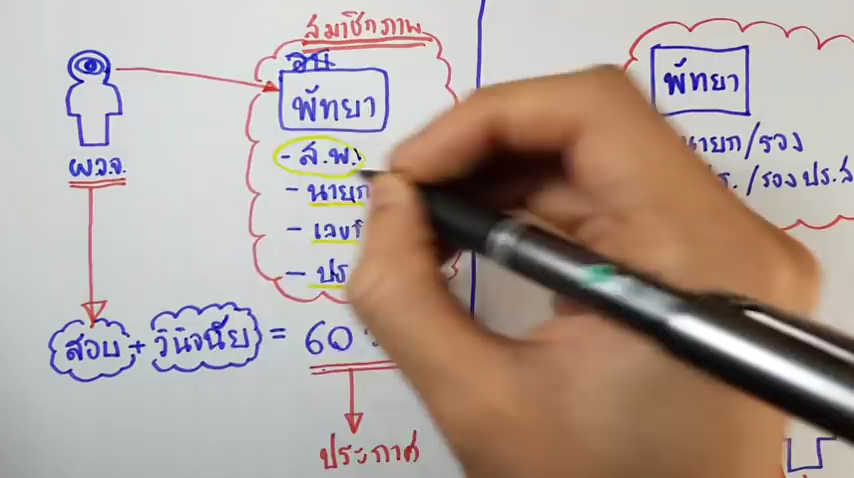 สมาชิกภาพ
พัทยา
ผวจ.
- ส.พ.
- นายก
- เลขา
- ปร
สอบ + วินิจฉัย = 60
ประกาศ
พัทยา
นายก/รอง
/รองปร.ส